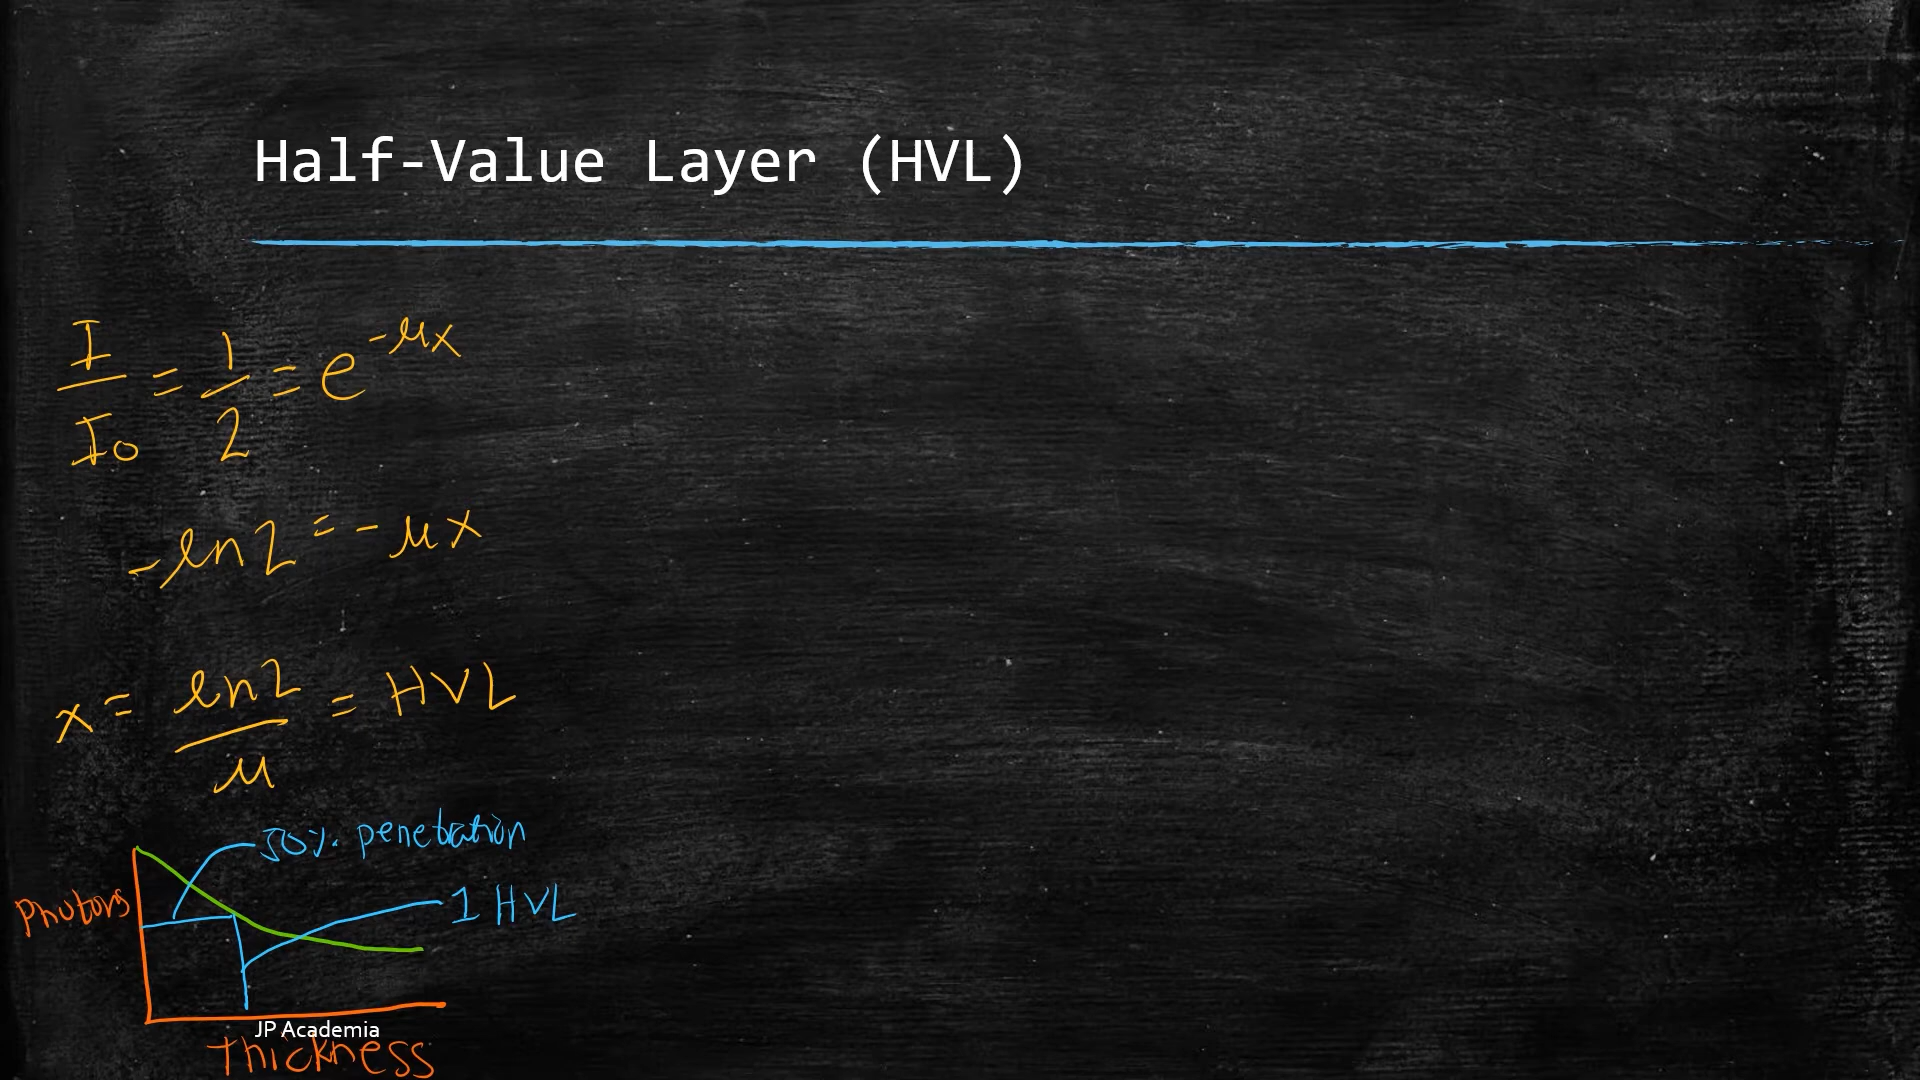 Half-Value Layer (HVL)
I/I₀ = 1/2 = e^(-μx)
-ln2 = -μx
x = ln2/μ = HVL
50% penetration
Photons
1 HVL
JP Academia
Thickness